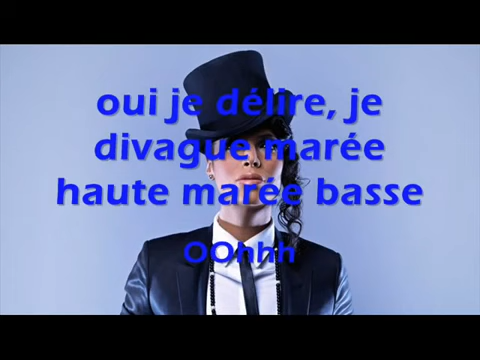 oui je délire, je
divague marée
haute marée basse
OOhhh